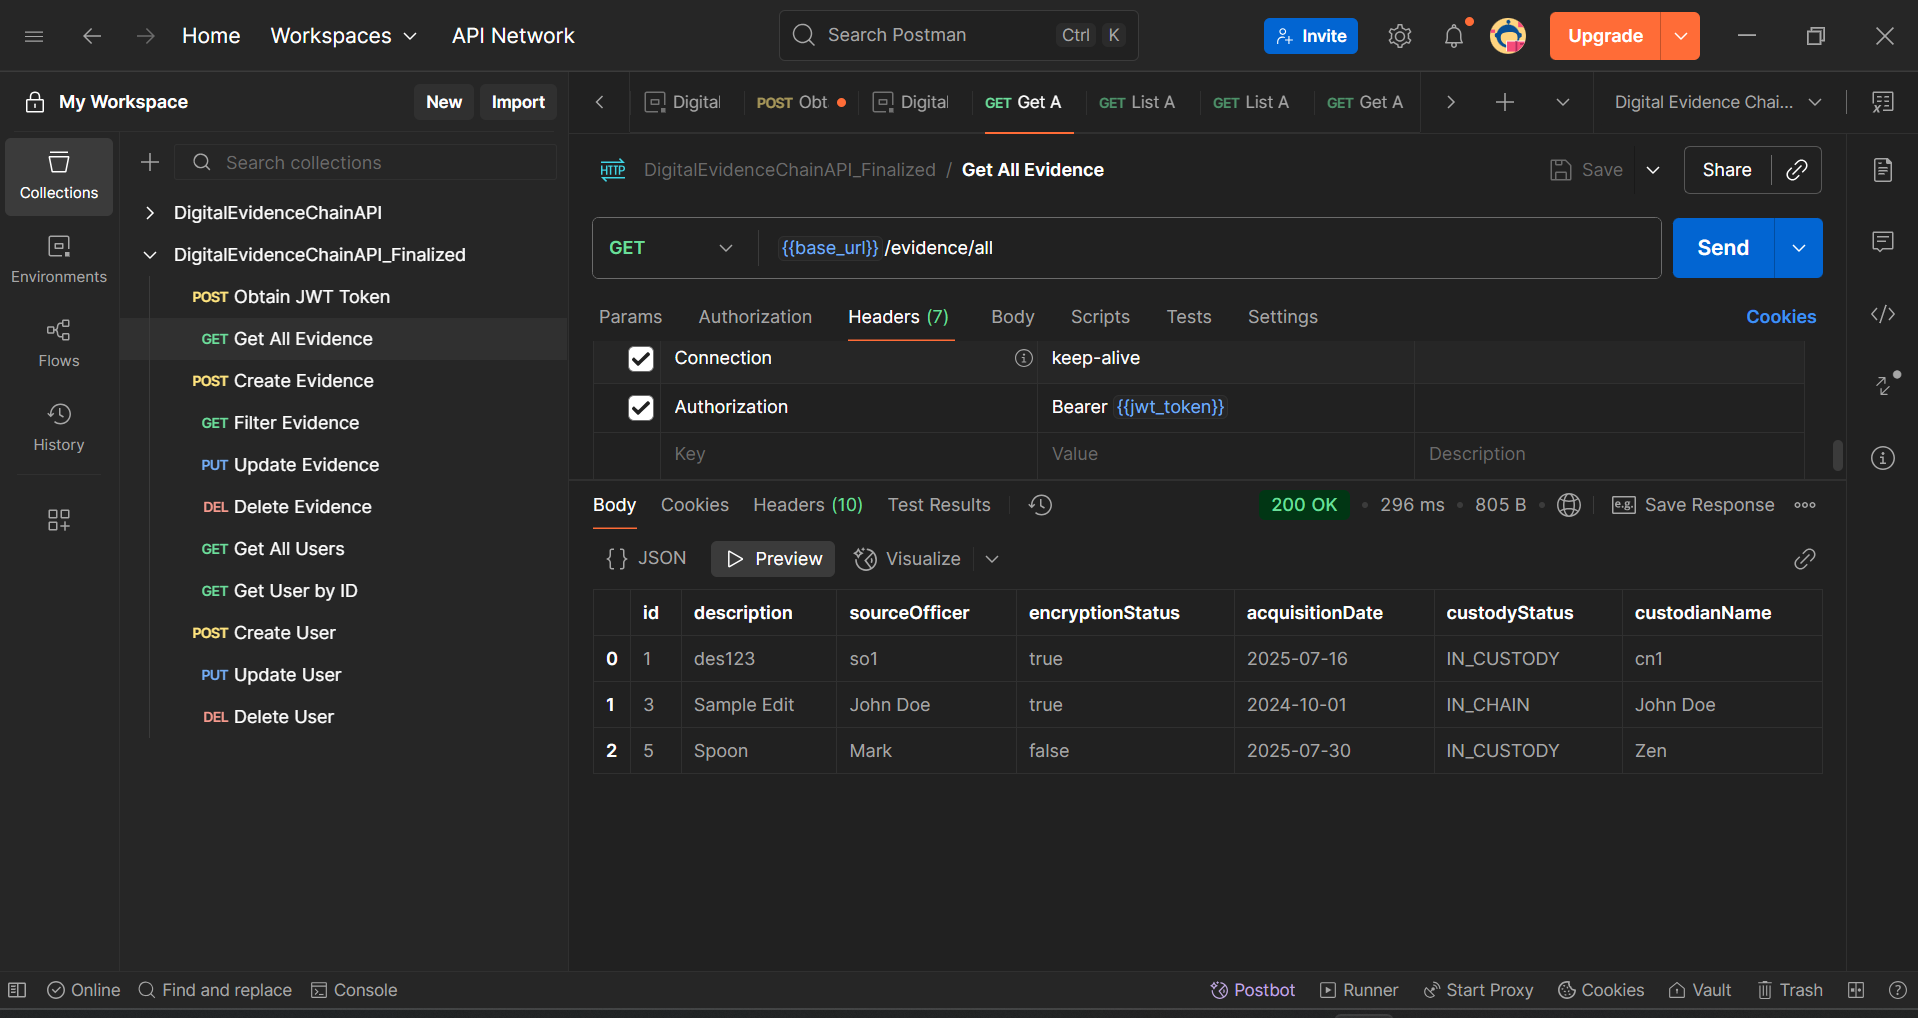 Home Workspaces API Network Search Postman Ctrl K Invite Upgrade
My Workspace New Import
Digital POST Obt Digital GET Get A GET List A GET List A GET Get A Digital Evidence Chai...
Collections
Environments
Flows
History
Search collections
DigitalEvidenceChainAPI
DigitalEvidenceChainAPI_Finalized
POST Obtain JWT Token
GET Get All Evidence
POST Create Evidence
GET Filter Evidence
PUT Update Evidence
DEL Delete Evidence
GET Get All Users
GET Get User by ID
POST Create User
PUT Update User
DEL Delete User
HTTP DigitalEvidenceChainAPI_Finalized / Get All Evidence Save Share
GET {{base_url}} /evidence/all Send
Params Authorization Headers (7) Body Scripts Tests Settings Cookies
Connection keep-alive
Authorization Bearer {{jwt_token}}
Key Value Description
Body Cookies Headers (10) Test Results 200 OK • 296 ms • 805 B • e.g. Save Response
{} JSON Preview Visualize
id description sourceOfficer encryptionStatus acquisitionDate custodyStatus custodianName
0 1 des123 so1 true 2025-07-16 IN_CUSTODY cn1
1 3 Sample Edit John Doe true 2024-10-01 IN_CHAIN John Doe
2 5 Spoon Mark false 2025-07-30 IN_CUSTODY Zen
Online Find and replace Console Postbot Runner Start Proxy Cookies Vault Trash